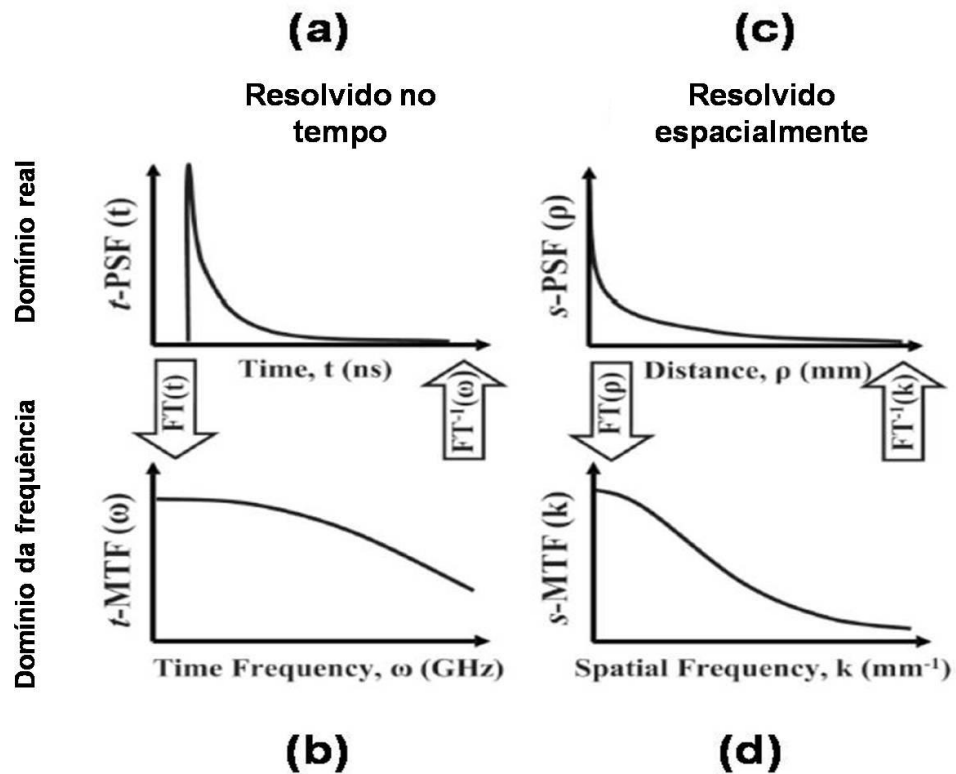 (a)
(c)
Resolvido no
tempo
Resolvido
espacialmente
Domínio real
t-PSF (t)
Time, t (ns)
s-PSF (ρ)
Distance, ρ (mm)
FT(t)
FT⁻¹(ω)
FT(ρ)
FT⁻¹(k)
Domínio da frequência
t-MTF (ω)
Time Frequency, ω (GHz)
s-MTF (k)
Spatial Frequency, k (mm⁻¹)
(b)
(d)